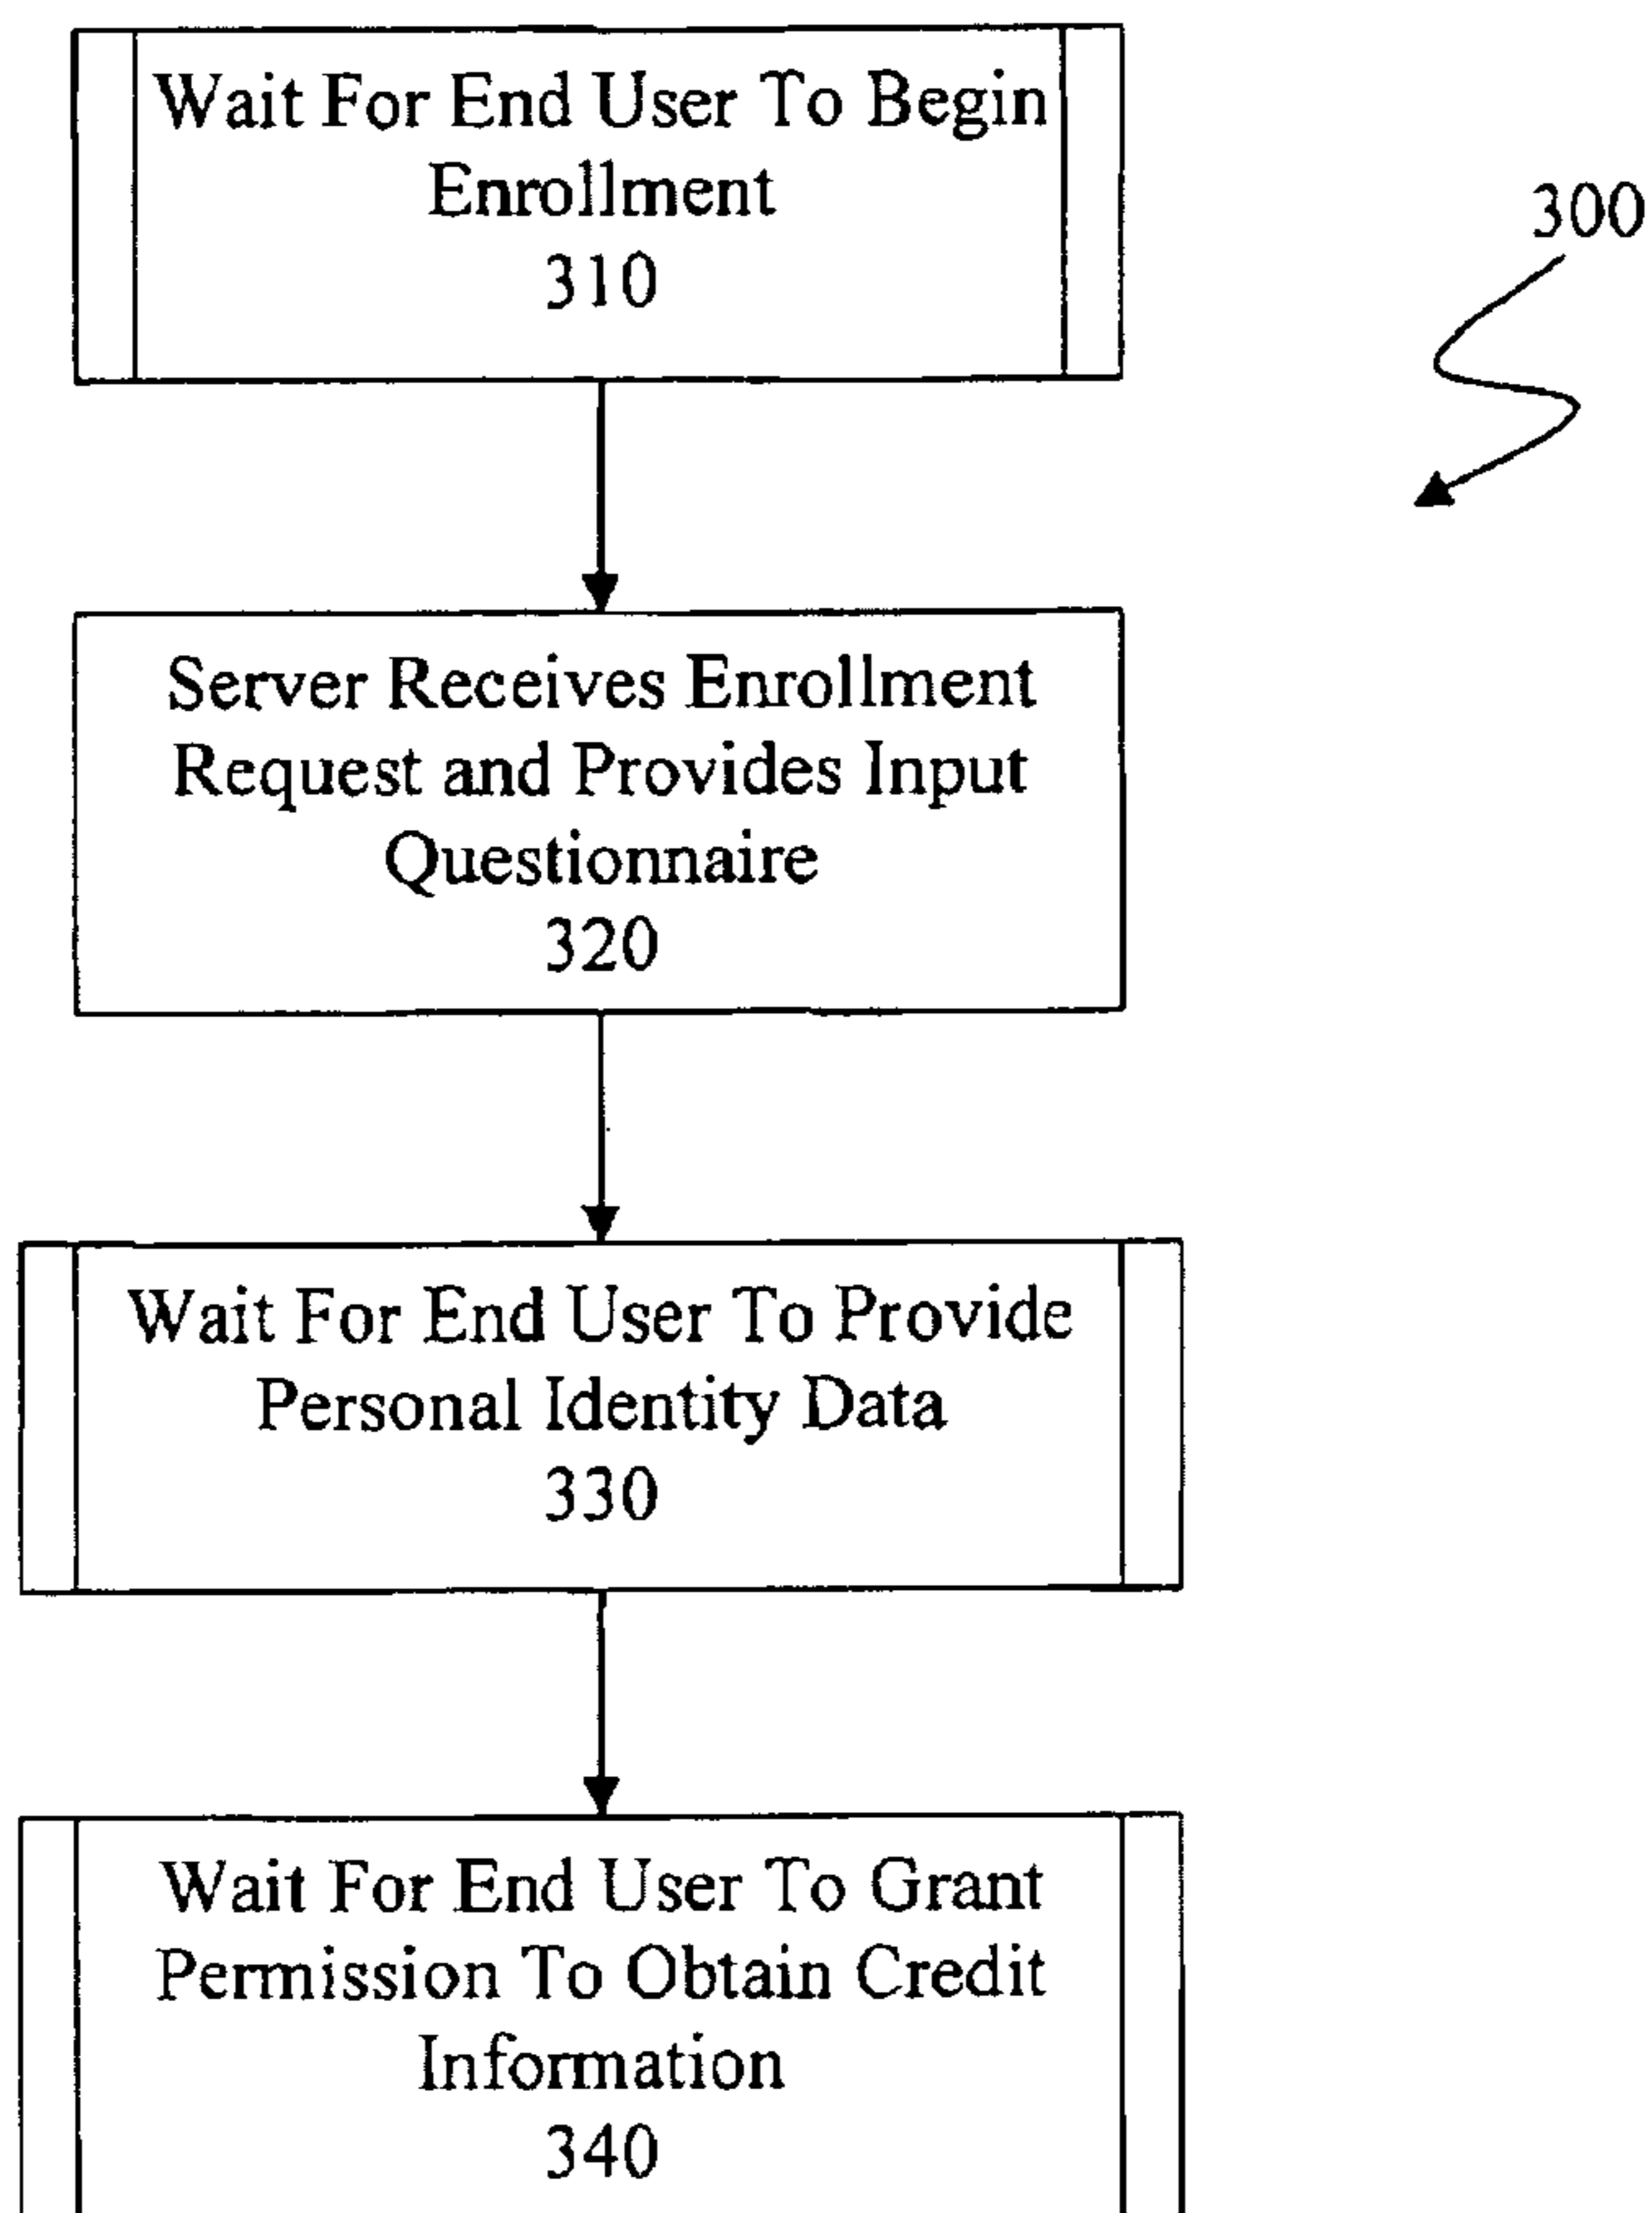 Wait For End User To Begin
Enrollment
310
300
Server Receives Enrollment
Request and Provides Input
Questionnaire
320
Wait For End User To Provide
Personal Identity Data
330
Wait For End User To Grant
Permission To Obtain Credit
Information
340